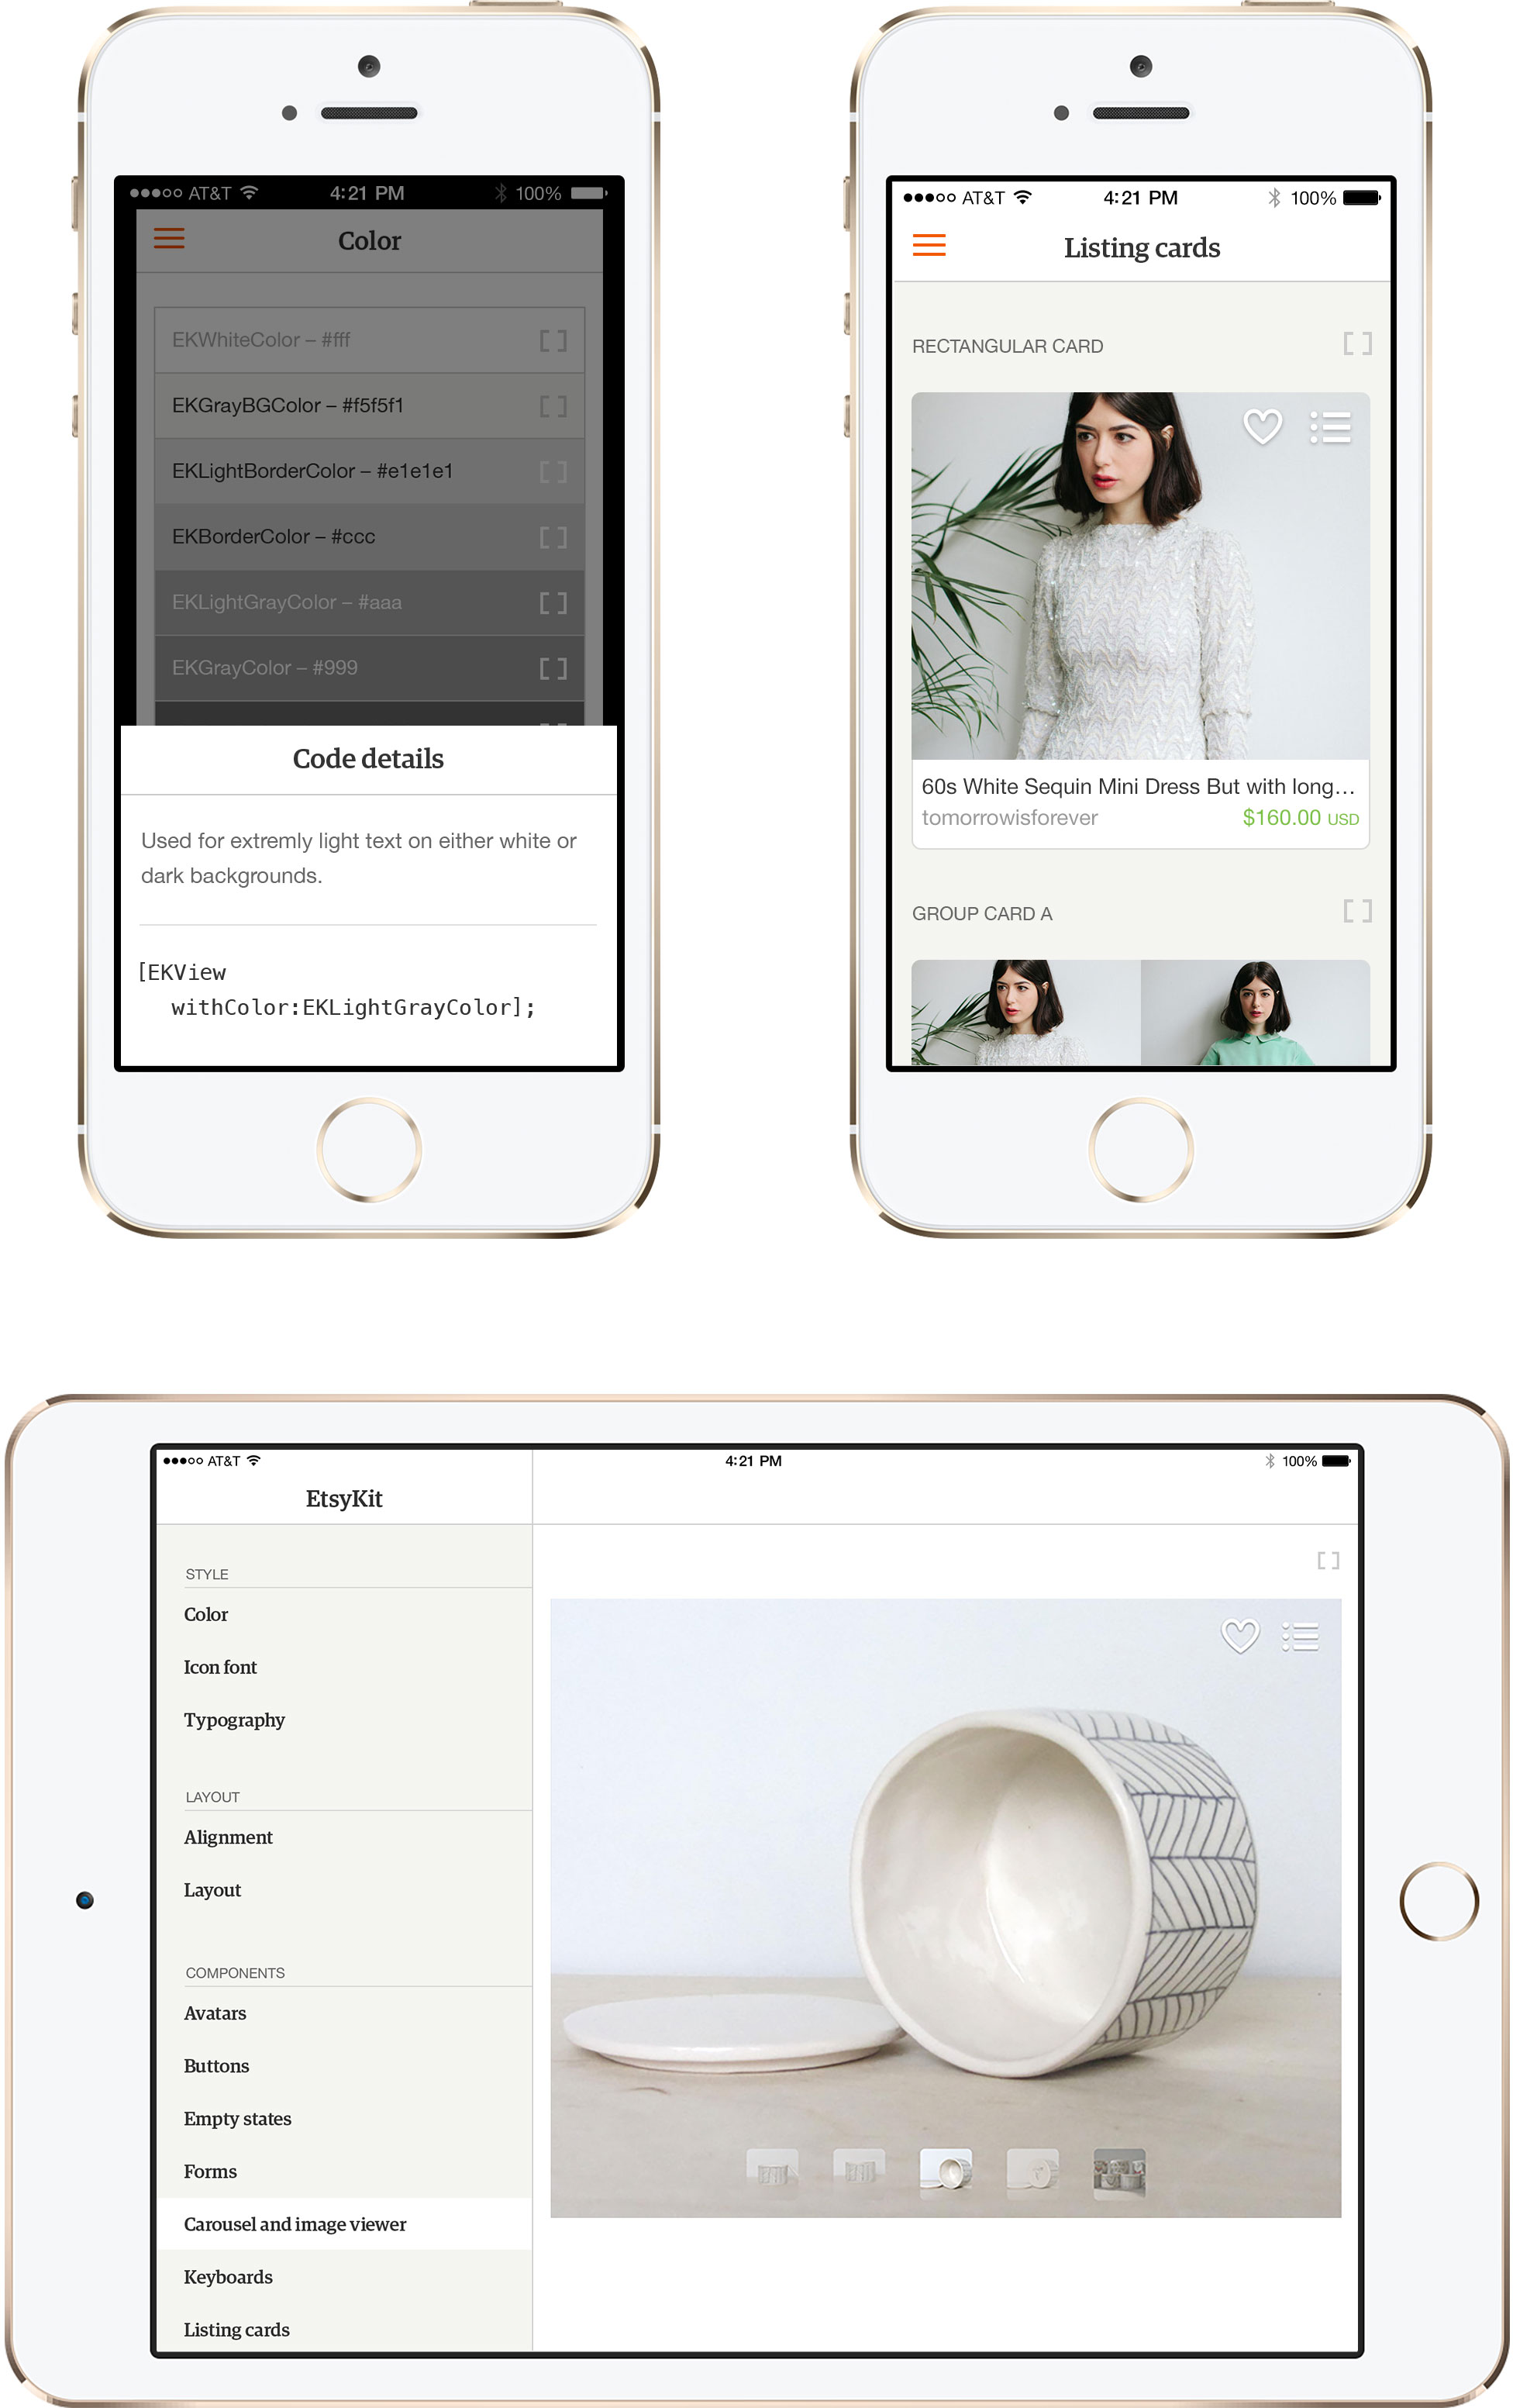 AT&T 4:21 PM 100%
Color
EKWhiteColor – #fff
EKGrayBGColor – #f5f5f1
EKLightBorderColor – #e1e1e1
EKBorderColor – #ccc
EKLightGrayColor – #aaa
EKGrayColor – #999
Code details
Used for extremly light text on either white or
dark backgrounds.
[EKView
withColor:EKLightGrayColor];
AT&T 4:21 PM 100%
Listing cards
RECTANGULAR CARD
60s White Sequin Mini Dress But with long…
tomorrowisforever $160.00 USD
GROUP CARD A
AT&T 4:21 PM 100%
EtsyKit
STYLE
Color
Icon font
Typography
LAYOUT
Alignment
Layout
COMPONENTS
Avatars
Buttons
Empty states
Forms
Carousel and image viewer
Keyboards
Listing cards